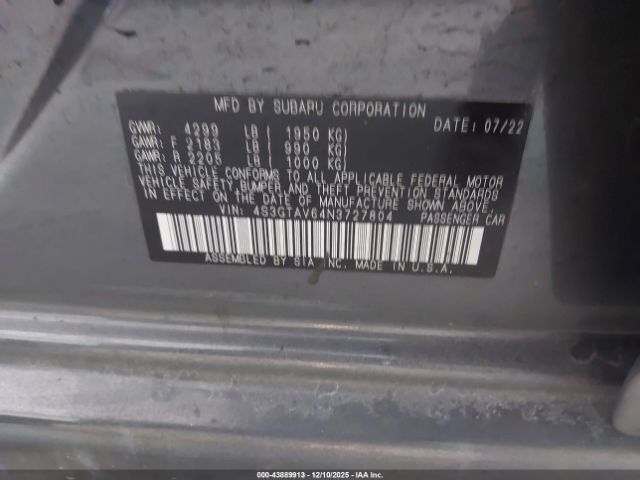 MFD BY SUBARU CORPORATION
DATE: 07/22
GVWR: 4299 LB ( 1950 KG)
GAWR: F 2183 LB ( 990 KG)
GAWR: R 2205 LB ( 1000 KG)
THIS VEHICLE CONFORMS TO ALL APPLICABLE FEDERAL MOTOR
VEHICLE SAFETY, BUMPER, AND THEFT PREVENTION STANDARDS
IN EFFECT ON THE DATE OF MANUFACTURE SHOWN ABOVE.
VIN: 4S3GTAV64N3727804 PASSENGER CAR
ASSEMBLED BY SIA INC. MADE IN U.S.A.
000-43889913 - 12/10/2025 - IAAI.com